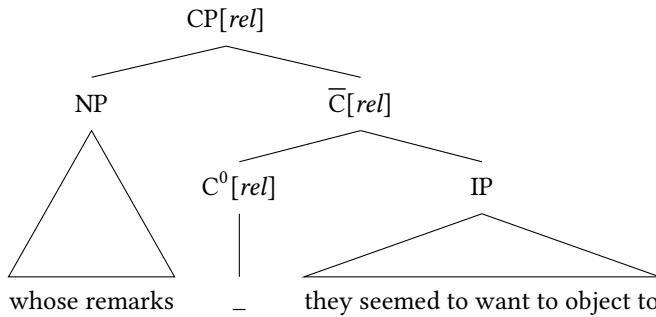 CP[rel]
NP C̅[rel]
C⁰[rel] IP
whose remarks _ they seemed to want to object to